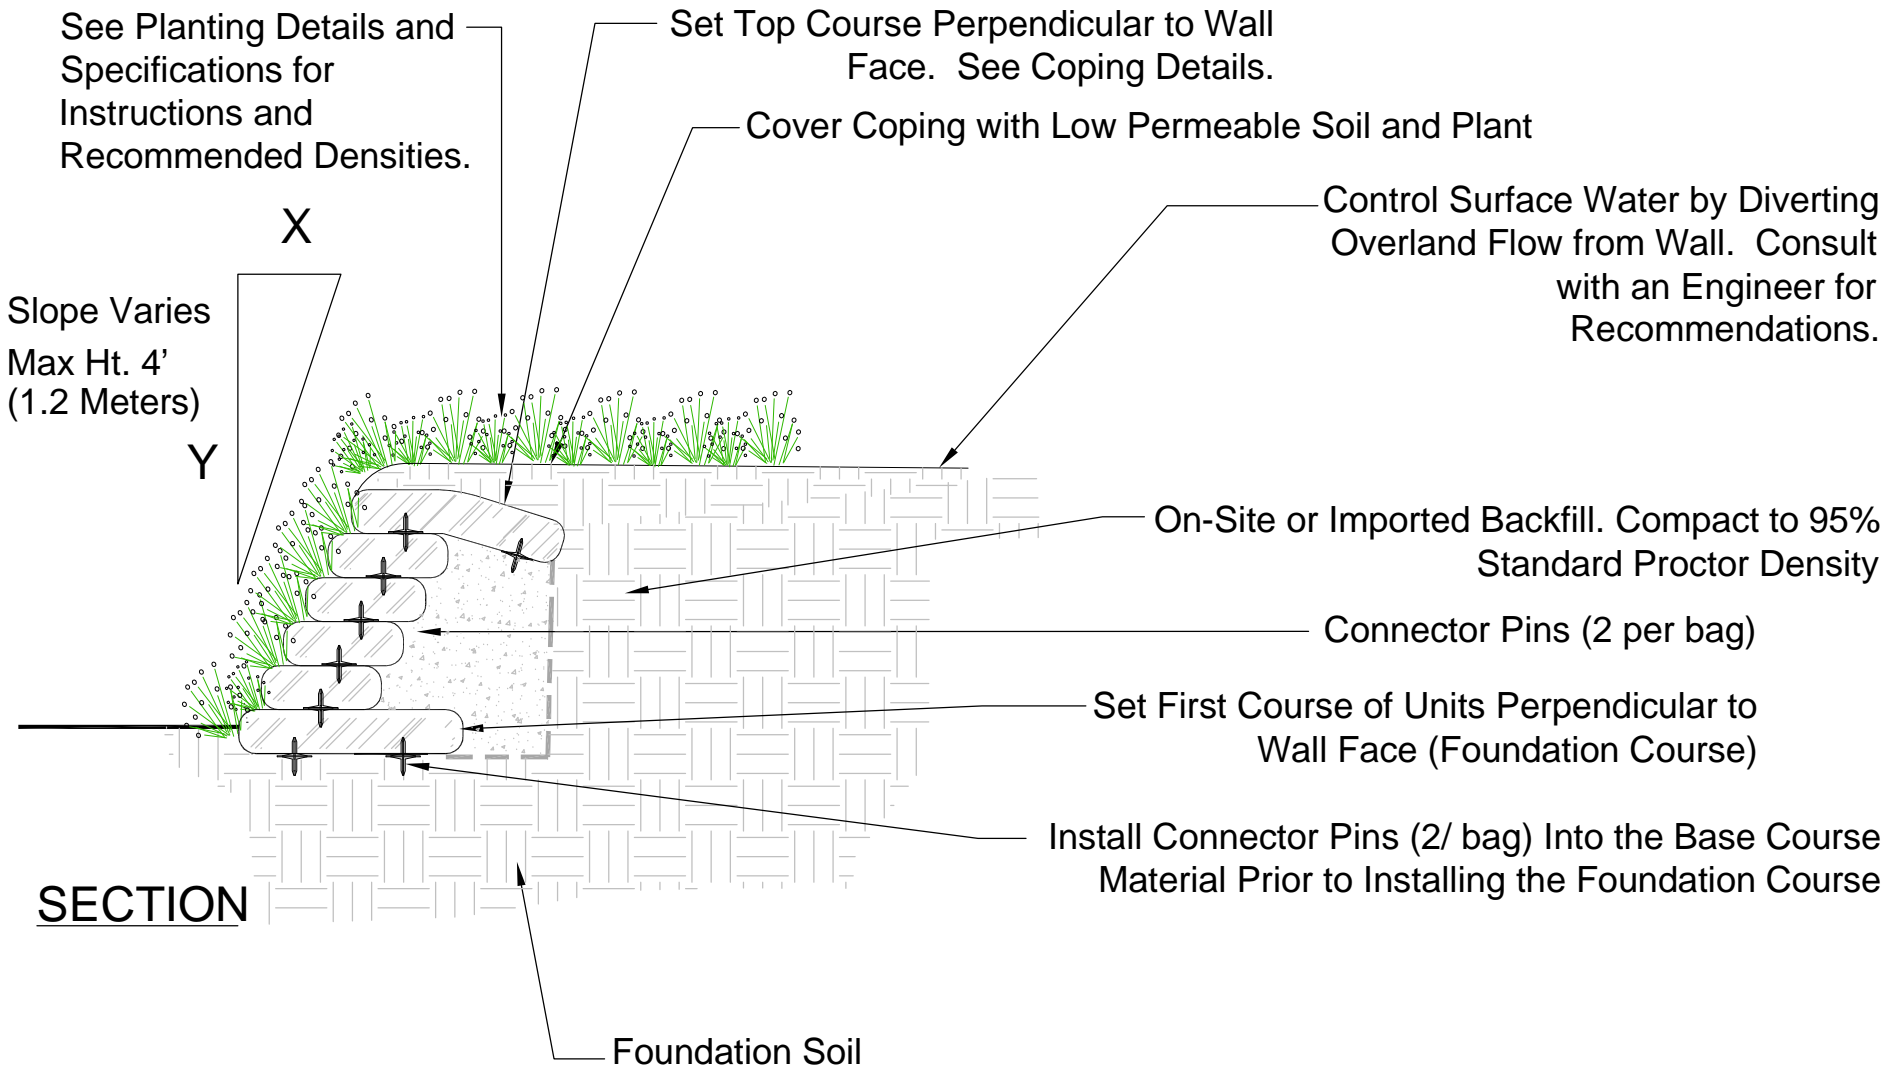 See Planting Details and
Specifications for
Instructions and
Recommended Densities.
Set Top Course Perpendicular to Wall
Face.  See Coping Details.
Cover Coping with Low Permeable Soil and Plant
Control Surface Water by Diverting
Overland Flow from Wall.  Consult
with an Engineer for
Recommendations.
X
Slope Varies
Max Ht. 4’
(1.2 Meters)
Y
On-Site or Imported Backfill. Compact to 95%
Standard Proctor Density
Connector Pins (2 per bag)
Set First Course of Units Perpendicular to
Wall Face (Foundation Course)
Install Connector Pins (2/ bag) Into the Base Course
Material Prior to Installing the Foundation Course
SECTION
Foundation Soil